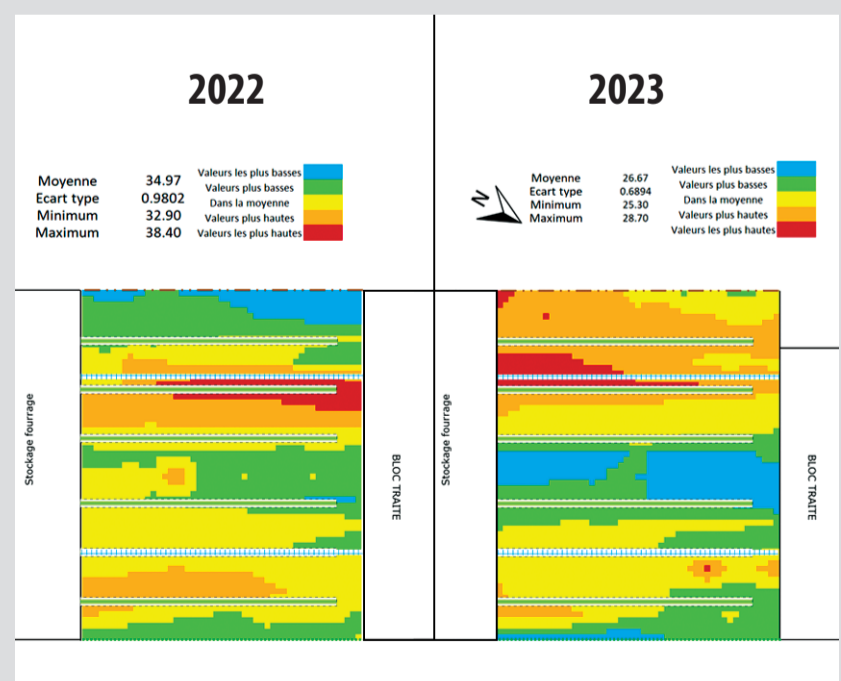 2022
Moyenne 34.97
Ecart type 0.9802
Minimum 32.90
Maximum 38.40
Valeurs les plus basses
Valeurs plus basses
Dans la moyenne
Valeurs plus hautes
Valeurs les plus hautes
Stockage fourrage
BLOC TRAITE
2023
N
Moyenne 26.67
Ecart type 0.6894
Minimum 25.30
Maximum 28.70
Valeurs les plus basses
Valeurs plus basses
Dans la moyenne
Valeurs plus hautes
Valeurs les plus hautes
Stockage fourrage
BLOC TRAITE